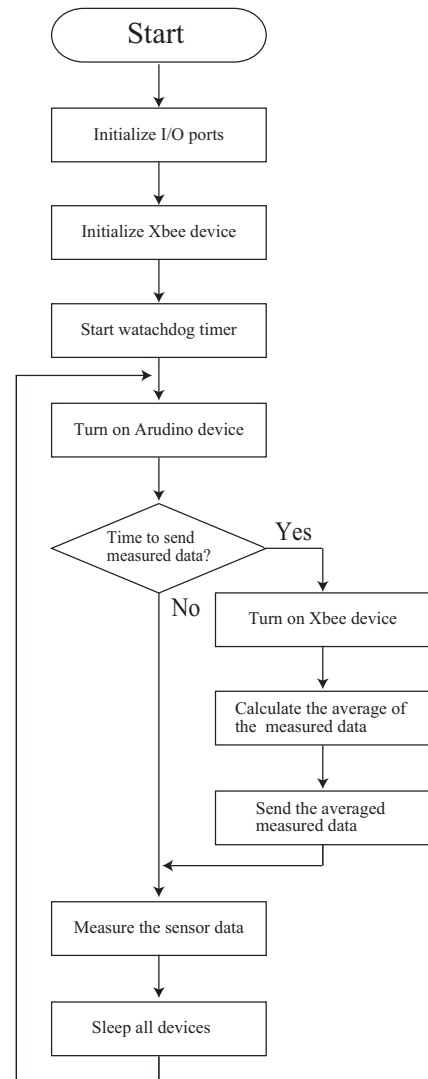 Start
Initialize I/O ports
Initialize Xbee device
Start watachdog timer
Turn on Arudino device
Time to send
measured data?
Yes
No
Turn on Xbee device
Calculate the average of
the measured data
Send the averaged
measured data
Measure the sensor data
Sleep all devices